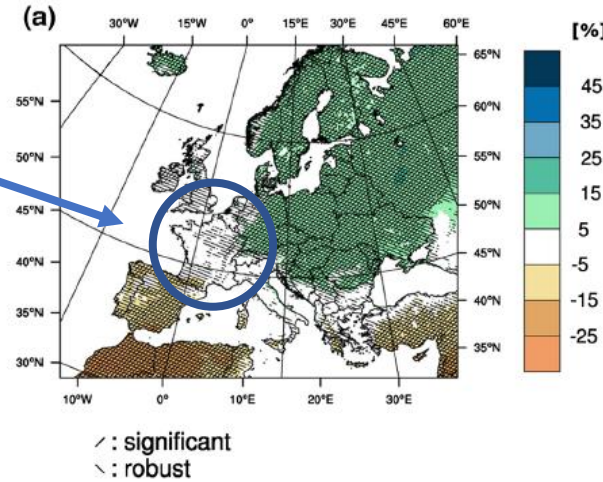 (a)
30°W 15°W 0° 15°E 30°E 45°E 60°E
[%]
65°N
55°N
60°N
45
50°N
55°N
35
45°N
25
50°N
15
40°N
45°N
5
35°N
40°N
-5
-15
30°N
35°N
-25
10°W 0° 10°E 20°E 30°E
/ : significant
\ : robust